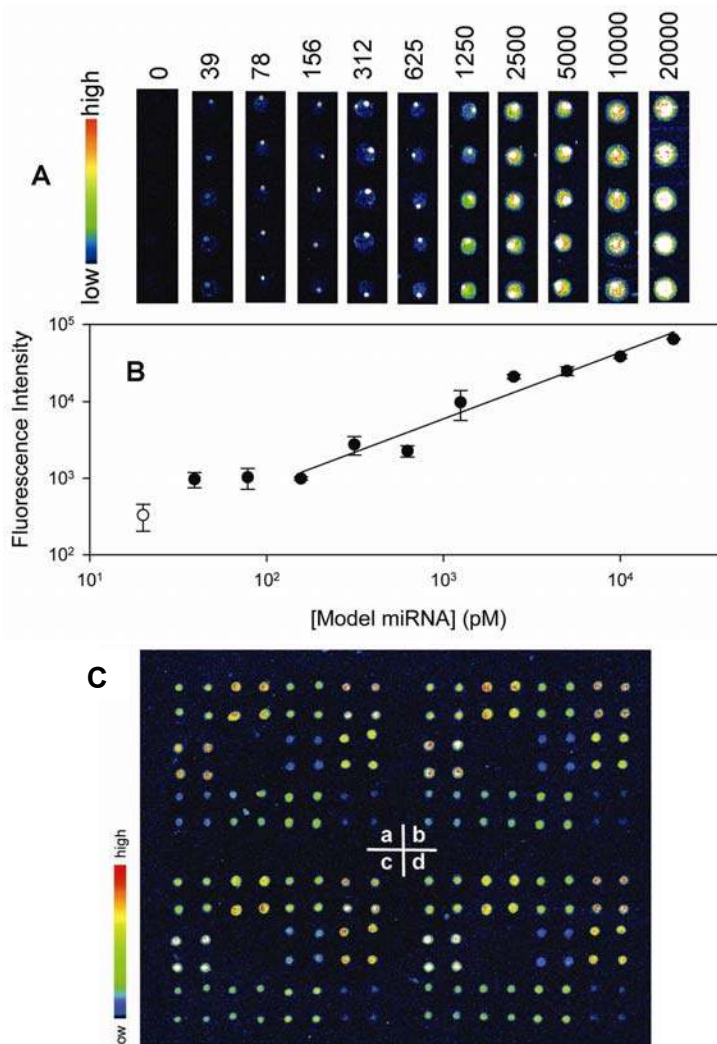 0 39 78 156 312 625 1250 2500 5000 10000 20000
high
A
low
10^5
B
10^4
Fluorescence Intensity
10^3
10^2
10^1 10^2 10^3 10^4
[Model miRNA] (pM)
C
high
a b
c d
low